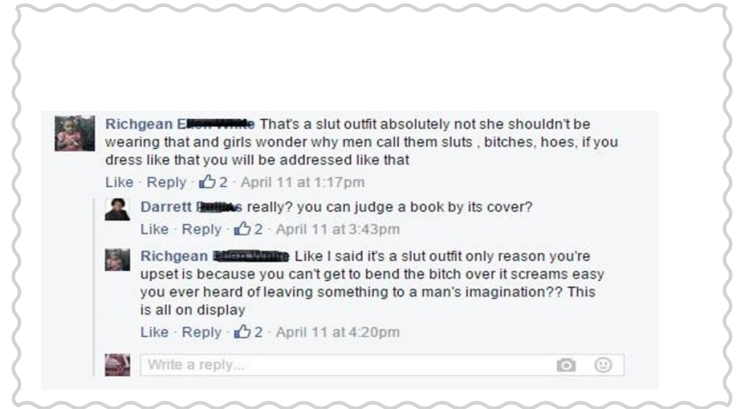 Richgean That's a slut outfit absolutely not she shouldn't be
wearing that and girls wonder why men call them sluts , bitches, hoes, if you
dress like that you will be addressed like that
Like · Reply · 2 · April 11 at 1:17pm
Darrett really? you can judge a book by its cover?
Like · Reply · 2 · April 11 at 3:43pm
Richgean Like I said it's a slut outfit only reason you're
upset is because you can't get to bend the bitch over it screams easy
you ever heard of leaving something to a man's imagination?? This
is all on display
Like · Reply · 2 · April 11 at 4:20pm
Write a reply...